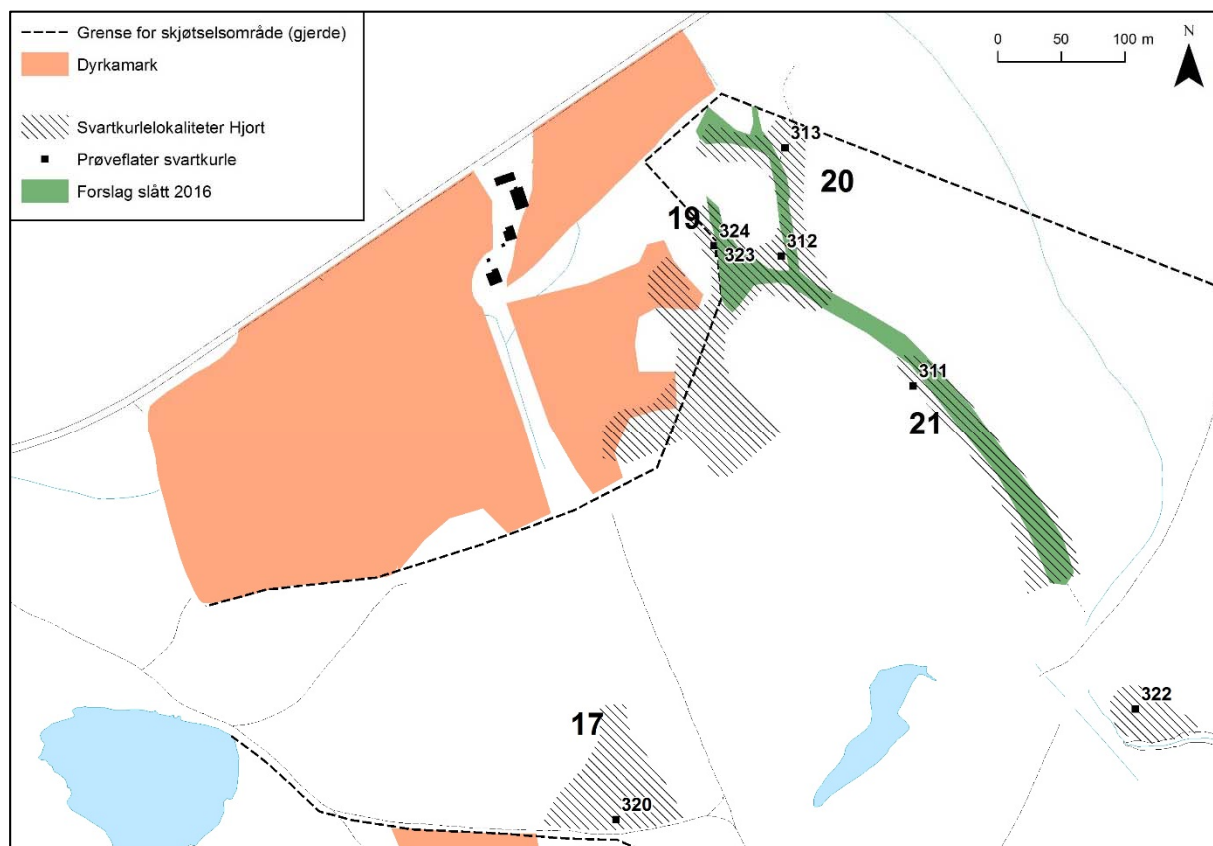 Grense for skjøtselsområde (gjerde)
Dyrkamark
Svartkurlelokaliteter Hjort
Prøveflater svartkurle
Forslag slått 2016
0 50 100 m
N
313
20
19
324
323
312
311
21
322
17
320